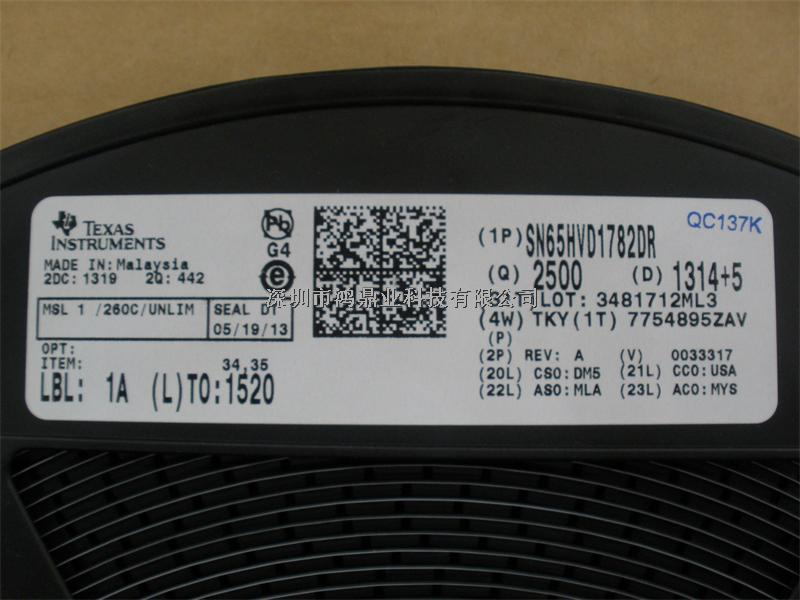 TEXAS INSTRUMENTS
MADE IN: Malaysia
2DC: 1319 2Q: 442
Pb
G4
e
MSL 1 /260C/UNLIM
SEAL DT
05/19/13
OPT:
ITEM:
34,35
LBL: 1A (L)TO:1520
QC137K
(1P) SN65HVD1782DR
(Q) 2500 (D) 1314+5
LOT: 3481712ML3
(4W) TKY(1T) 7754895ZAV
(P)
(2P) REV: A (V) 0033317
(20L) CSO:DM5 (21L) CCO:USA
(22L) ASO:MLA (23L) ACO:MYS
深圳市鸿鼎业科技有限公司